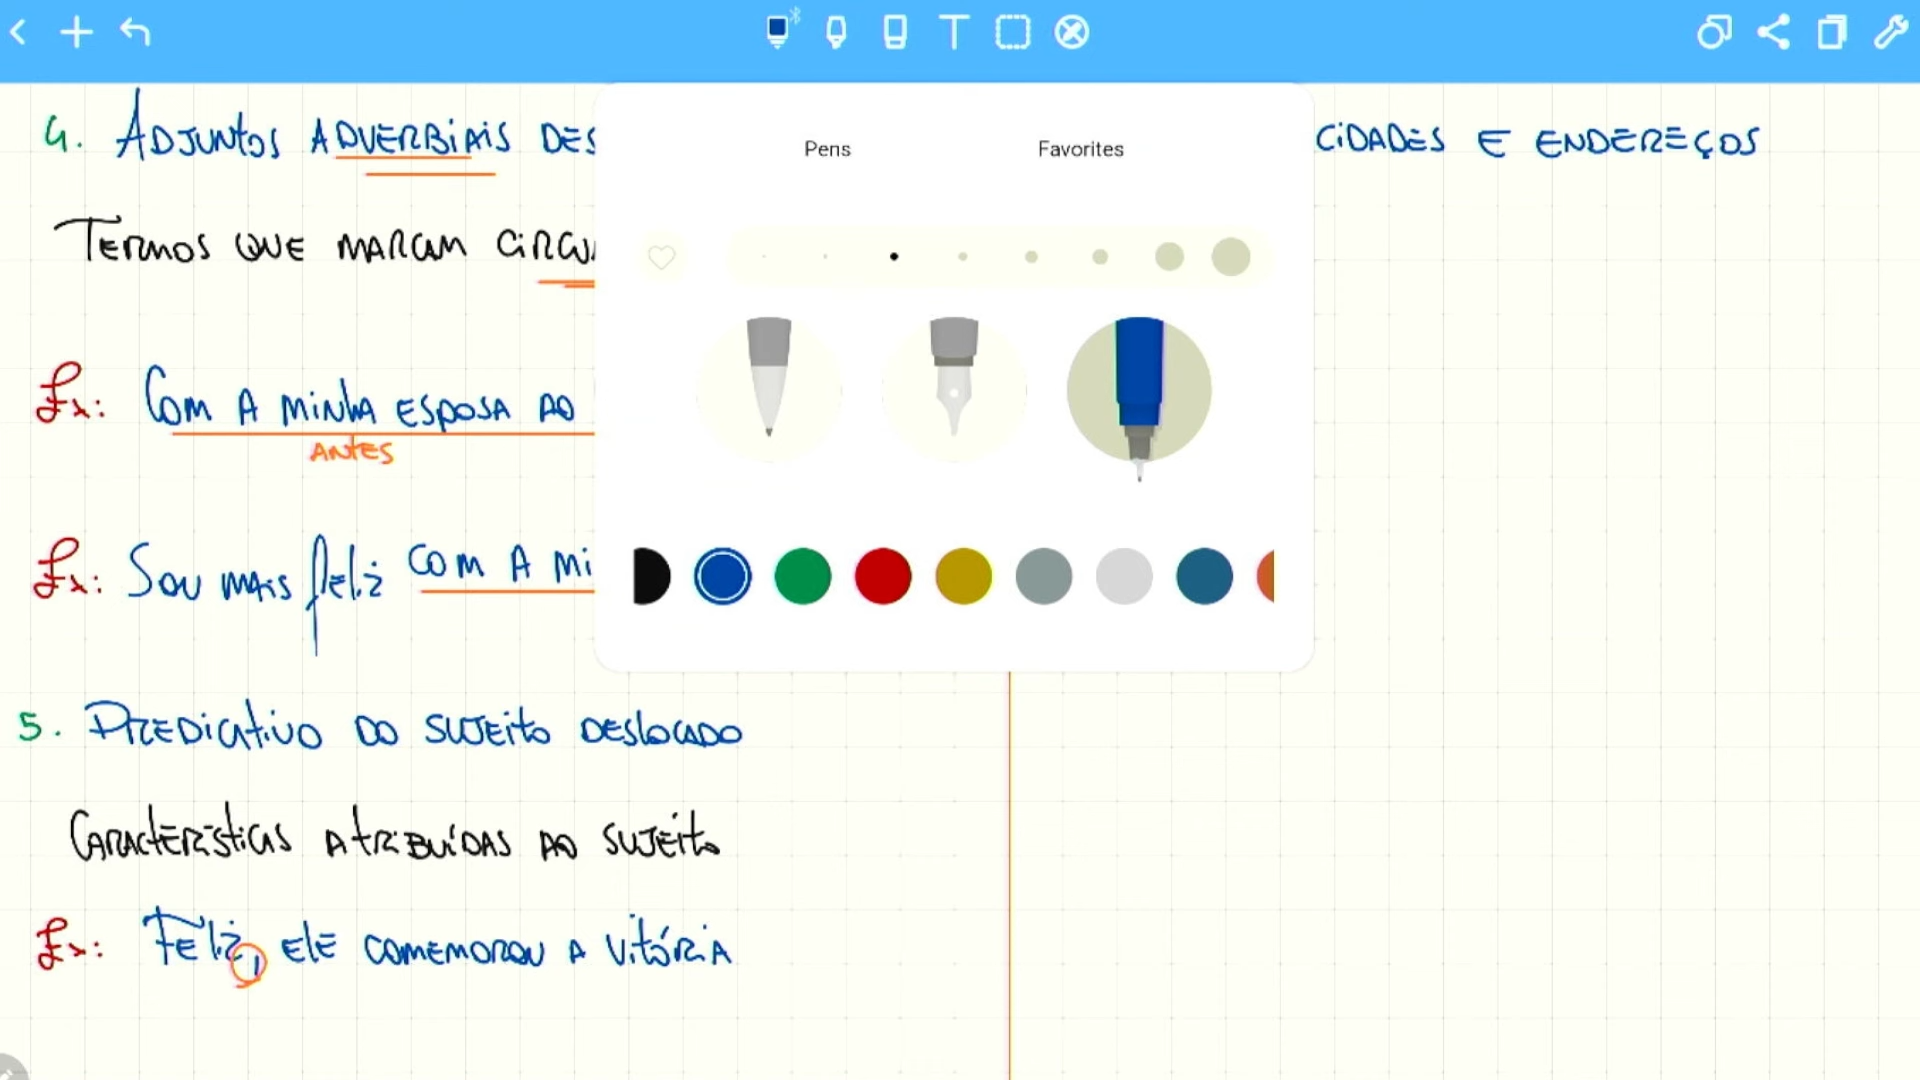 Pens Favorites
4. ADJUNTOS ADVERBIAIS DES
CIDADES E ENDEREÇOS
TERMOS QUE MARCAM
Ex: COM A MINHA ESPOSA AO
ANTES
Ex: SOU MAIS FELIZ COM A MI
5. PREDICATIVO DO SUJEITO DESLOCADO
CARACTERÍSTICAS ATRIBUÍDAS AO SUJEITO
Ex: FELIZ, ELE COMEMOROU A VITÓRIA